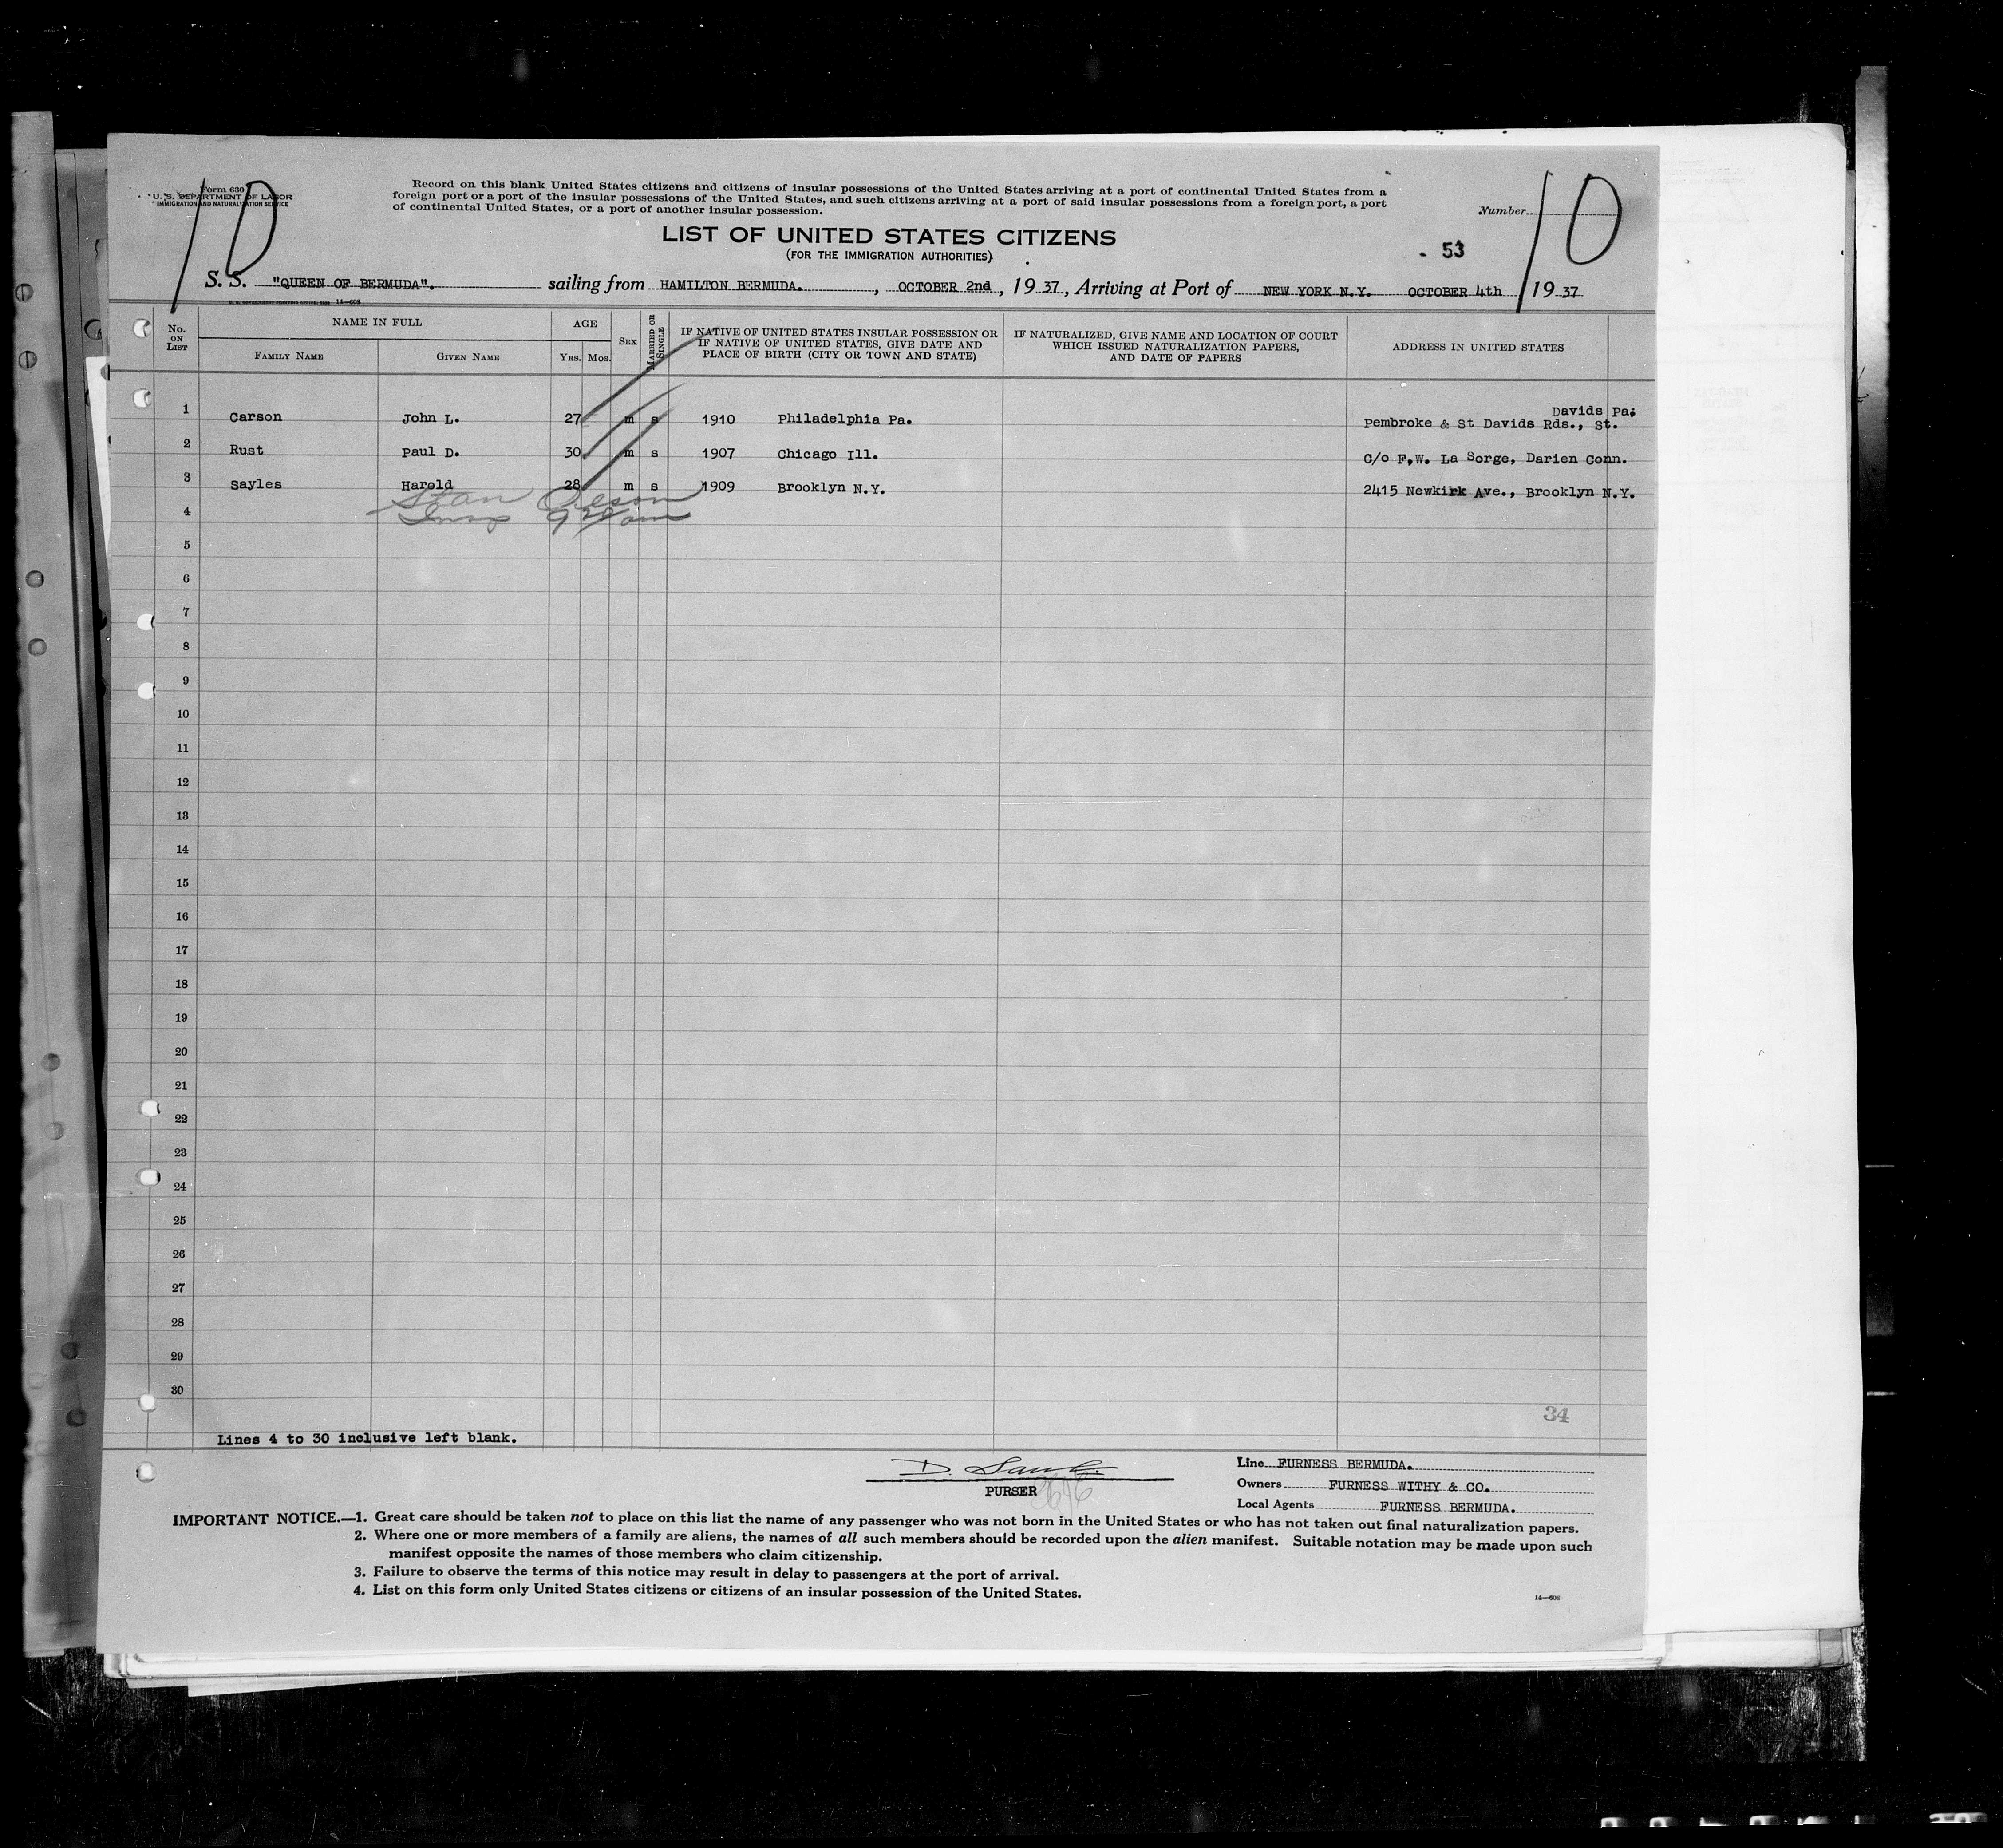 Form 630
U. S. DEPARTMENT OF LABOR
IMMIGRATION AND NATURALIZATION SERVICE
10
Record on this blank United States citizens and citizens of insular possessions of the United States arriving at a port of continental United States from a
foreign port or a port of the insular possessions of the United States, and such citizens arriving at a port of said insular possessions from a foreign port, a port
of continental United States, or a port of another insular possession.
Number
10
LIST OF UNITED STATES CITIZENS
(FOR THE IMMIGRATION AUTHORITIES)
53
S. S. "QUEEN OF BERMUDA". sailing from HAMILTON BERMUDA. , OCTOBER 2nd , 1937, Arriving at Port of NEW YORK N.Y. OCTOBER 4th 1937
14—608
No. ON LIST NAME IN FULL AGE SEX MARRIED OR SINGLE IF NATIVE OF UNITED STATES INSULAR POSSESSION OR IF NATIVE OF UNITED STATES, GIVE DATE AND PLACE OF BIRTH (CITY OR TOWN AND STATE) IF NATURALIZED, GIVE NAME AND LOCATION OF COURT WHICH ISSUED NATURALIZATION PAPERS, AND DATE OF PAPERS ADDRESS IN UNITED STATES
FAMILY NAME GIVEN NAME YRS. MOS.
Davids Pa;
1 Carson John L. 27 m s 1910 Philadelphia Pa. Pembroke & St Davids Rds., St.
2 Rust Paul D. 30 m s 1907 Chicago Ill. C/o F.W. La Sorge, Darien Conn.
3 Sayles Harold 28 m s 1909 Brooklyn N.Y. 2415 Newkirk Ave., Brooklyn N.Y.
4
5
6
7
8
9
10
11
12
13
14
15
16
17
18
19
20
21
22
23
24
25
26
27
28
29
30
34
Lines 4 to 30 inclusive left blank.
PURSER
Line FURNESS BERMUDA.
Owners FURNESS WITHY & CO.
Local Agents FURNESS BERMUDA.
IMPORTANT NOTICE.—1. Great care should be taken not to place on this list the name of any passenger who was not born in the United States or who has not taken out final naturalization papers.
2. Where one or more members of a family are aliens, the names of all such members should be recorded upon the alien manifest. Suitable notation may be made upon such
manifest opposite the names of those members who claim citizenship.
3. Failure to observe the terms of this notice may result in delay to passengers at the port of arrival.
4. List on this form only United States citizens or citizens of an insular possession of the United States.
14—608